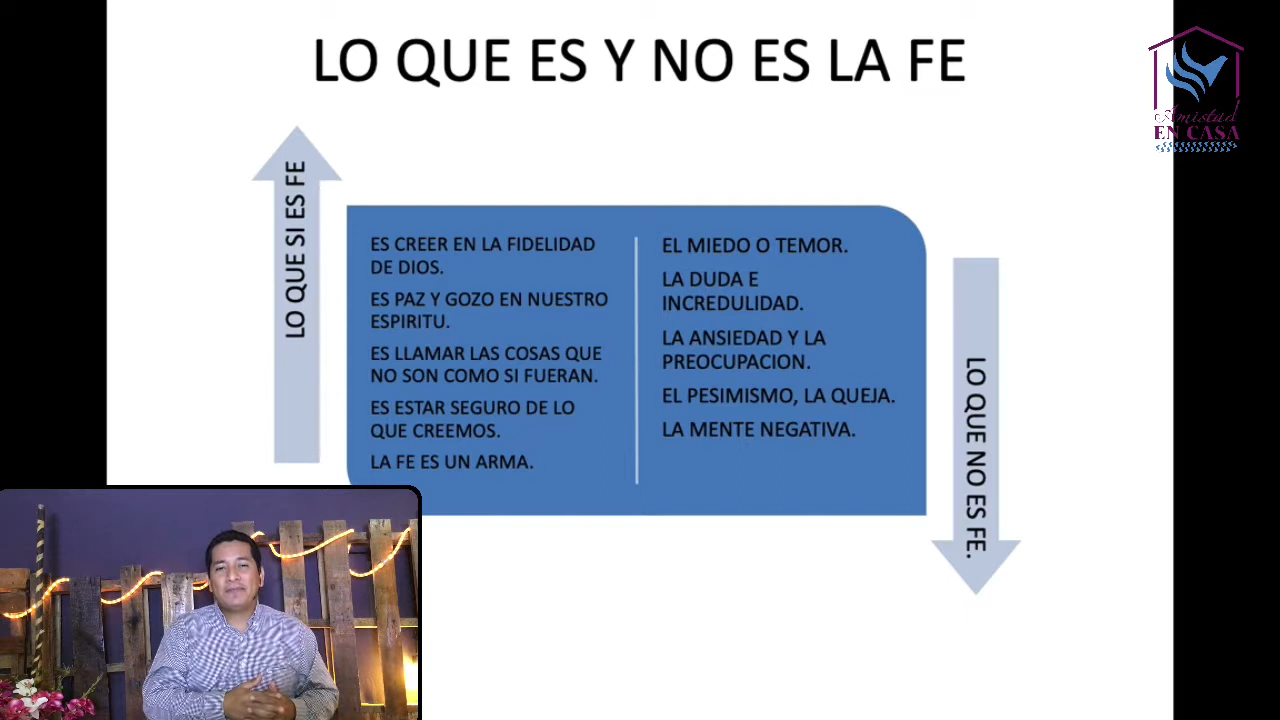 LO QUE ES Y NO ES LA FE
Amistad
EN CASA
LO QUE SI ES FE
ES CREER EN LA FIDELIDAD
DE DIOS.
ES PAZ Y GOZO EN NUESTRO
ESPIRITU.
ES LLAMAR LAS COSAS QUE
NO SON COMO SI FUERAN.
ES ESTAR SEGURO DE LO
QUE CREEMOS.
LA FE ES UN ARMA.
EL MIEDO O TEMOR.
LA DUDA E
INCREDULIDAD.
LA ANSIEDAD Y LA
PREOCUPACION.
EL PESIMISMO, LA QUEJA.
LA MENTE NEGATIVA.
LO QUE NO ES FE.